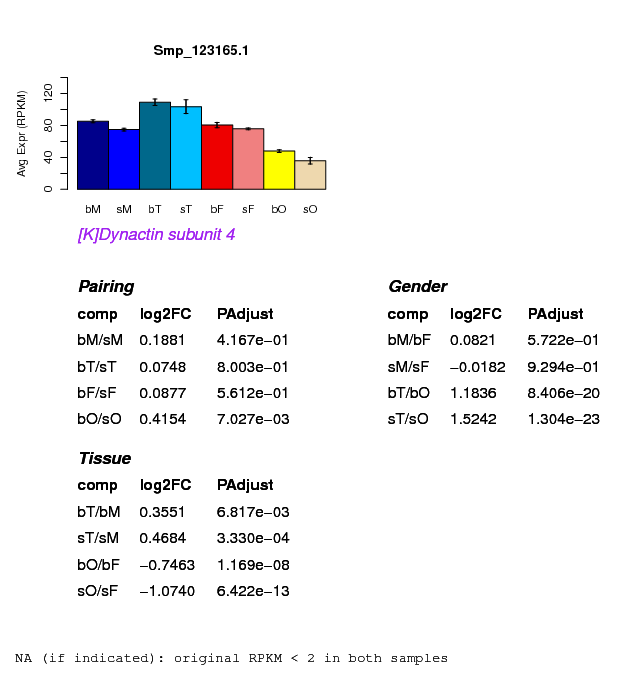 Smp_123165.1
Avg Expr (RPKM)
0 40 80 120
bM sM bT sT bF sF bO sO
[K]Dynactin subunit 4
Pairing
comp log2FC PAdjust
bM/sM 0.1881 4.167e−01
bT/sT 0.0748 8.003e−01
bF/sF 0.0877 5.612e−01
bO/sO 0.4154 7.027e−03
Gender
comp log2FC PAdjust
bM/bF 0.0821 5.722e−01
sM/sF −0.0182 9.294e−01
bT/bO 1.1836 8.406e−20
sT/sO 1.5242 1.304e−23
Tissue
comp log2FC PAdjust
bT/bM 0.3551 6.817e−03
sT/sM 0.4684 3.330e−04
bO/bF −0.7463 1.169e−08
sO/sF −1.0740 6.422e−13
NA (if indicated): original RPKM < 2 in both samples